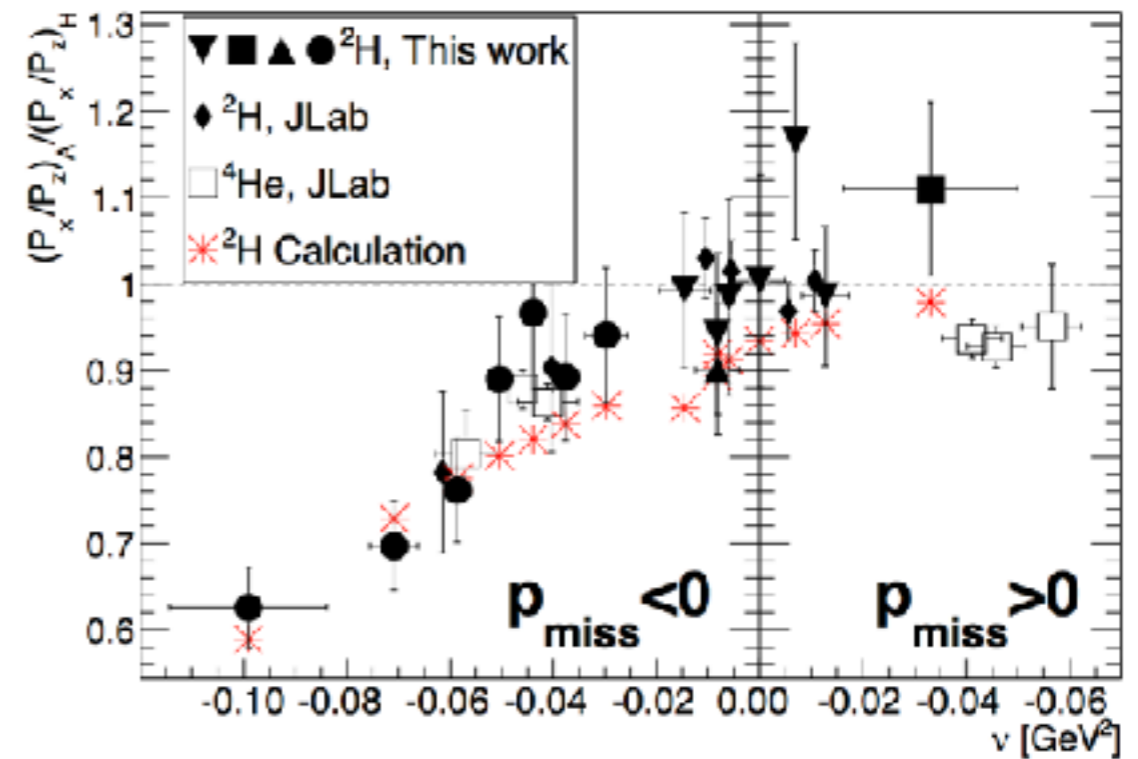 (Pₓ/P_z)_A/(Pₓ/P_z)_H
1.3
1.2
1.1
1
0.9
0.8
0.7
0.6
²H, This work
²H, JLab
⁴He, JLab
²H Calculation
p_miss<0
p_miss>0
-0.10 -0.08 -0.06 -0.04 -0.02 0.00 -0.02 -0.04 -0.06
ν [GeV²]